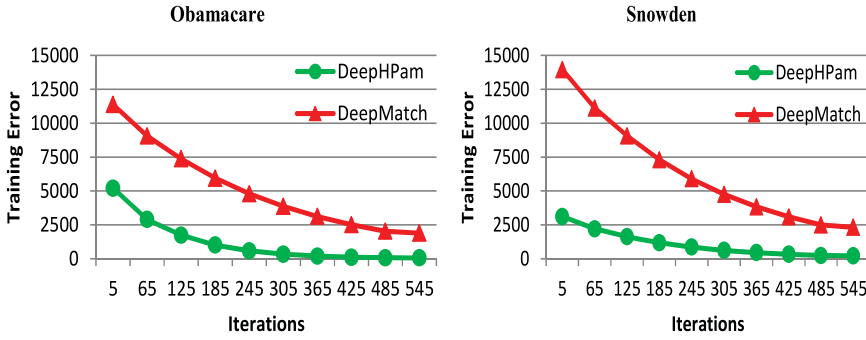 Obamacare
Training Error
15000
12500
10000
7500
5000
2500
0
DeepHPam
DeepMatch
5 65 125 185 245 305 365 425 485 545
Iterations
Snowden
Training Error
15000
12500
10000
7500
5000
2500
0
DeepHPam
DeepMatch
5 65 125 185 245 305 365 425 485 545
Iterations